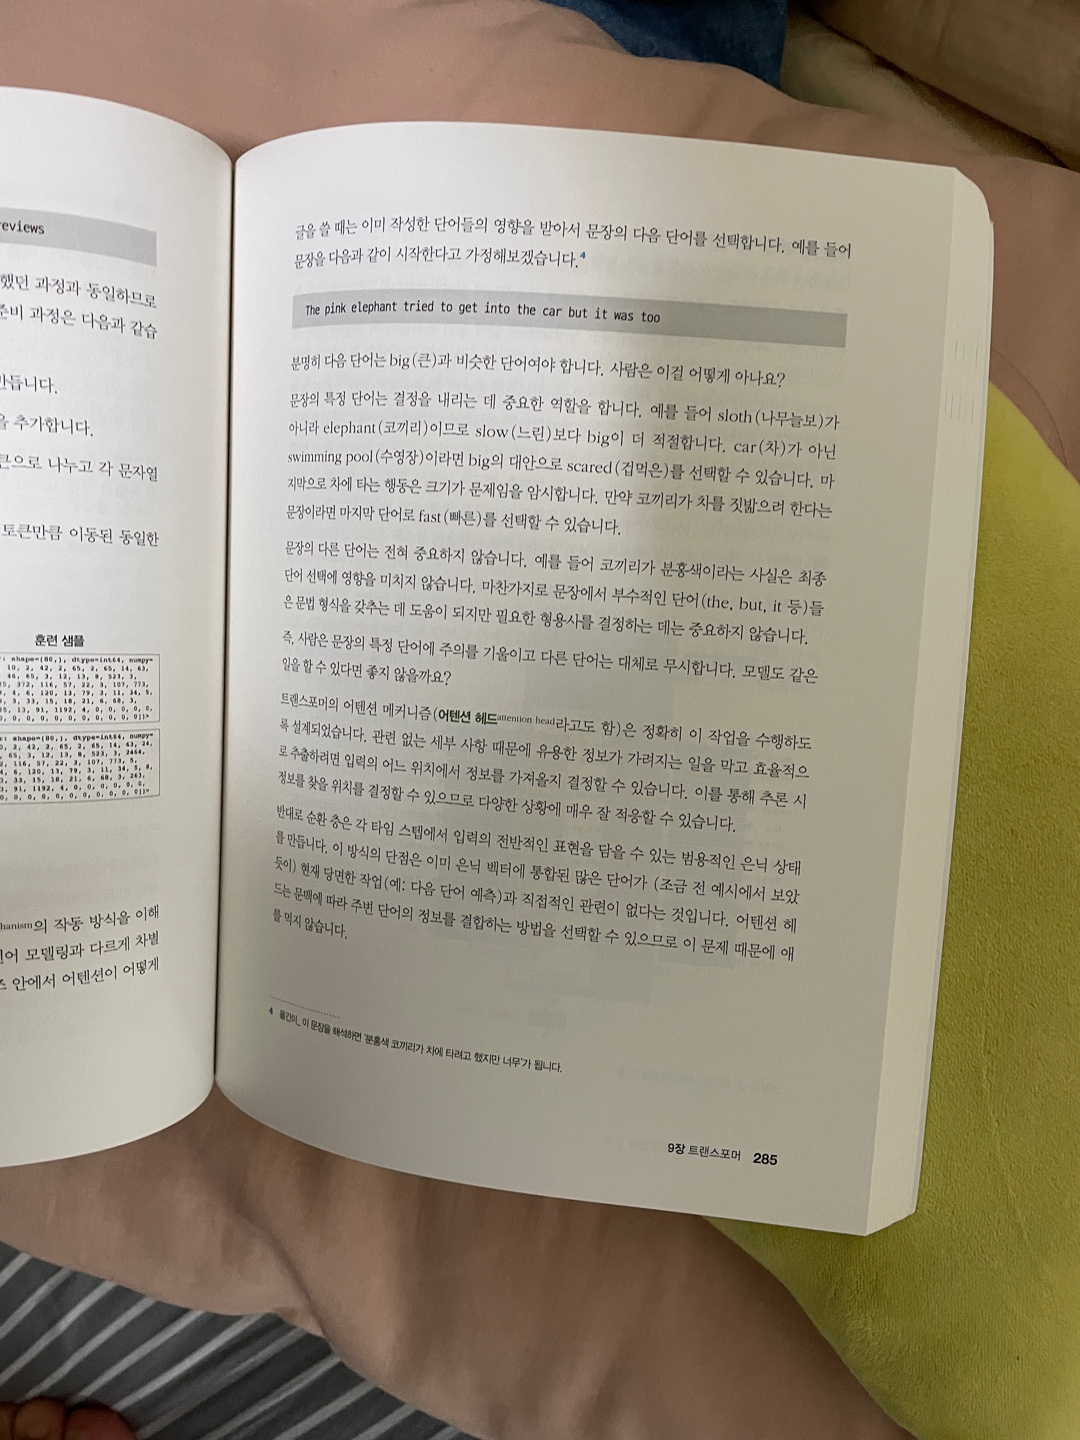 eviews
했던 과정과 동일하므로
준비 과정은 다음과 같습
만듭니다.
을 추가합니다.
큰으로 나누고 각 문자열
토큰만큼 이동된 동일한
훈련 샘플
: shape=(80,), dtype=int64, numpy=
hanism의 작동 방식을 이해
언어 모델링과 다르게 차별
스 안에서 어텐션이 어떻게
글을 쓸 때는 이미 작성한 단어들의 영향을 받아서 문장의 다음 단어를 선택합니다. 예를 들어
문장을 다음과 같이 시작한다고 가정해보겠습니다.4
The pink elephant tried to get into the car but it was too
분명히 다음 단어는 big(큰)과 비슷한 단어여야 합니다. 사람은 이걸 어떻게 아나요?
문장의 특정 단어는 결정을 내리는 데 중요한 역할을 합니다. 예를 들어 sloth(나무늘보)가
아니라 elephant(코끼리)이므로 slow(느린)보다 big이 더 적절합니다. car(차)가 아닌
swimming pool(수영장)이라면 big의 대안으로 scared(겁먹은)를 선택할 수 있습니다. 마
지막으로 차에 타는 행동은 크기가 문제임을 암시합니다. 만약 코끼리가 차를 짓밟으려 한다는
문장이라면 마지막 단어로 fast(빠른)를 선택할 수 있습니다.
문장의 다른 단어는 전혀 중요하지 않습니다. 예를 들어 코끼리가 분홍색이라는 사실은 최종
단어 선택에 영향을 미치지 않습니다. 마찬가지로 문장에서 부수적인 단어(the, but, it 등)들
은 문법 형식을 갖추는 데 도움이 되지만 필요한 형용사를 결정하는 데는 중요하지 않습니다.
즉, 사람은 문장의 특정 단어에 주의를 기울이고 다른 단어는 대체로 무시합니다. 모델도 같은
일을 할 수 있다면 좋지 않을까요?
트랜스포머의 어텐션 메커니즘(어텐션 헤드attention head라고도 함)은 정확히 이 작업을 수행하도
록 설계되었습니다. 관련 없는 세부 사항 때문에 유용한 정보가 가려지는 일을 막고 효율적으
로 추출하려면 입력의 어느 위치에서 정보를 가져올지 결정할 수 있습니다. 이를 통해 추론 시
정보를 찾을 위치를 결정할 수 있으므로 다양한 상황에 매우 잘 적응할 수 있습니다.
반대로 순환 층은 각 타임 스텝에서 입력의 전반적인 표현을 담을 수 있는 범용적인 은닉 상태
를 만듭니다. 이 방식의 단점은 이미 은닉 벡터에 통합된 많은 단어가 (조금 전 예시에서 보았
듯이) 현재 당면한 작업(예: 다음 단어 예측)과 직접적인 관련이 없다는 것입니다. 어텐션 헤
드는 문맥에 따라 주변 단어의 정보를 결합하는 방법을 선택할 수 있으므로 이 문제 때문에 애
를 먹지 않습니다.
4 옮긴이_ 이 문장을 해석하면 '분홍색 코끼리가 차에 타려고 했지만 너무'가 됩니다.
9장 트랜스포머 285